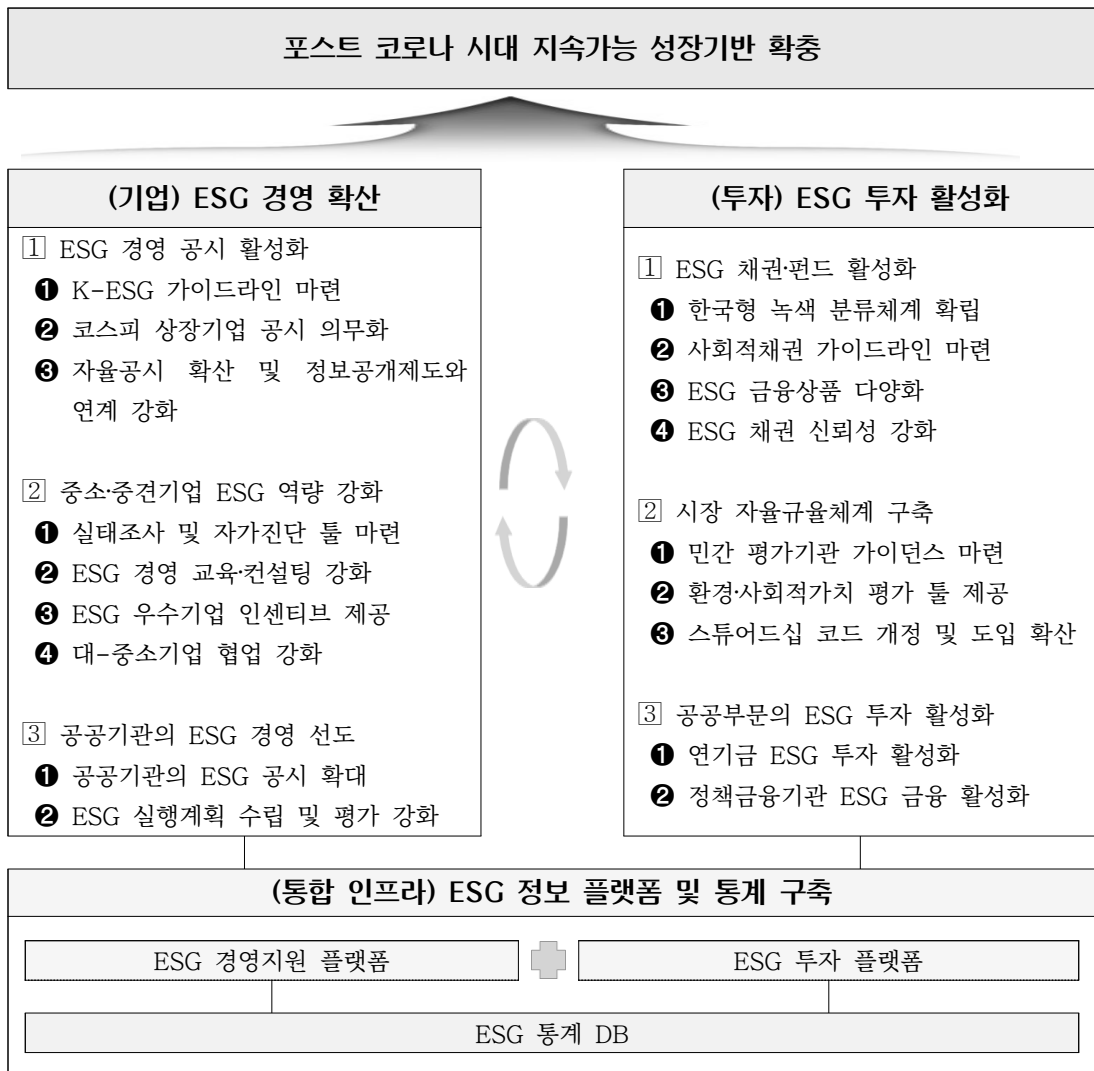 포스트 코로나 시대 지속가능 성장기반 확충
(기업) ESG 경영 확산
1 ESG 경영 공시 활성화
❶ K-ESG 가이드라인 마련
❷ 코스피 상장기업 공시 의무화
❸ 자율공시 확산 및 정보공개제도와
연계 강화
2 중소·중견기업 ESG 역량 강화
❶ 실태조사 및 자가진단 툴 마련
❷ ESG 경영 교육·컨설팅 강화
❸ ESG 우수기업 인센티브 제공
❹ 대-중소기업 협업 강화
3 공공기관의 ESG 경영 선도
❶ 공공기관의 ESG 공시 확대
❷ ESG 실행계획 수립 및 평가 강화
(투자) ESG 투자 활성화
1 ESG 채권·펀드 활성화
❶ 한국형 녹색 분류체계 확립
❷ 사회적채권 가이드라인 마련
❸ ESG 금융상품 다양화
❹ ESG 채권 신뢰성 강화
2 시장 자율규율체계 구축
❶ 민간 평가기관 가이던스 마련
❷ 환경·사회적가치 평가 툴 제공
❸ 스튜어드십 코드 개정 및 도입 확산
3 공공부문의 ESG 투자 활성화
❶ 연기금 ESG 투자 활성화
❷ 정책금융기관 ESG 금융 활성화
(통합 인프라) ESG 정보 플랫폼 및 통계 구축
ESG 경영지원 플랫폼
ESG 투자 플랫폼
ESG 통계 DB